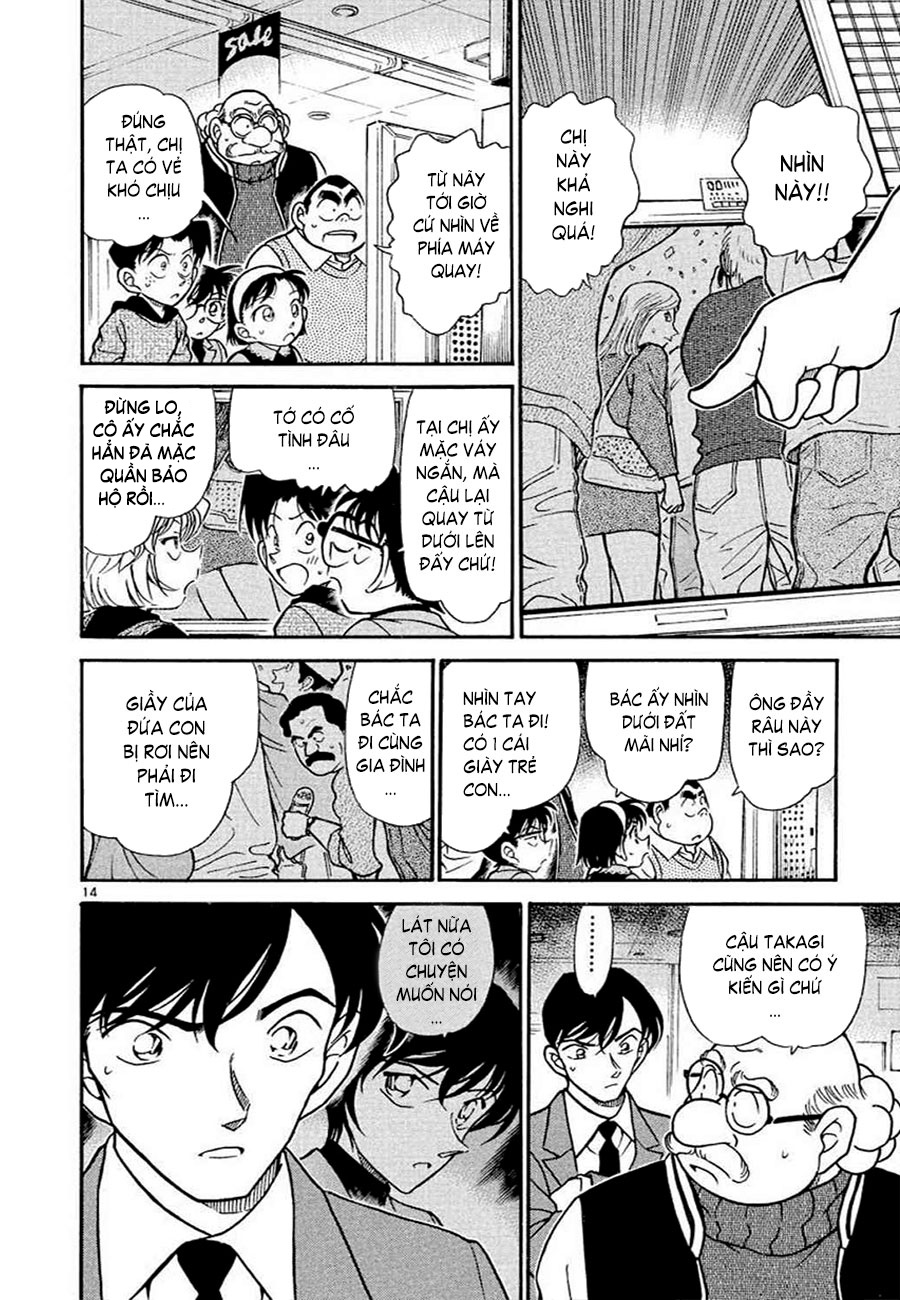 NHÌN
NÀY!!
CHỊ
NÀY
KHẢ
NGHI
QUÁ!
TỪ NÀY
TỚI GIỜ
CỨ NHÌN VỀ
PHÍA MÁY
QUAY!
sale
ĐÚNG
THẬT, CHỊ
TA CÓ VẺ
KHÓ CHỊU
...
TẠI CHỊ ẤY
MẶC VÁY
NGẮN, MÀ
CẬU LẠI
QUAY TỪ
DƯỚI LÊN
ĐẤY CHỨ!
TỚ CÓ CỐ
TÌNH ĐÂU
...
ĐỪNG LO,
CÔ ẤY CHẮC
HẲN ĐÃ MẶC
QUẦN BẢO
HỘ RỒI...
ÔNG ĐẦY
RÂU NÀY
THÌ SAO?
BÁC ẤY NHÌN
DƯỚI ĐẤT
MÃI NHỈ?
NHÌN TAY
BÁC TA ĐI!
CÓ 1 CÁI
GIÀY TRẺ
CON...
CHẮC
BÁC TA
ĐI CÙNG
GIA ĐÌNH
...
GIẦY CỦA
ĐỨA CON
BỊ RƠI NÊN
PHẢI ĐI
TÌM...
14
CẬU TAKAGI
CŨNG NÊN CÓ Ý
KIẾN GÌ CHỨ
...
........
LÁT NỮA
TÔI CÓ
CHUYỆN
MUỐN NÓI
...